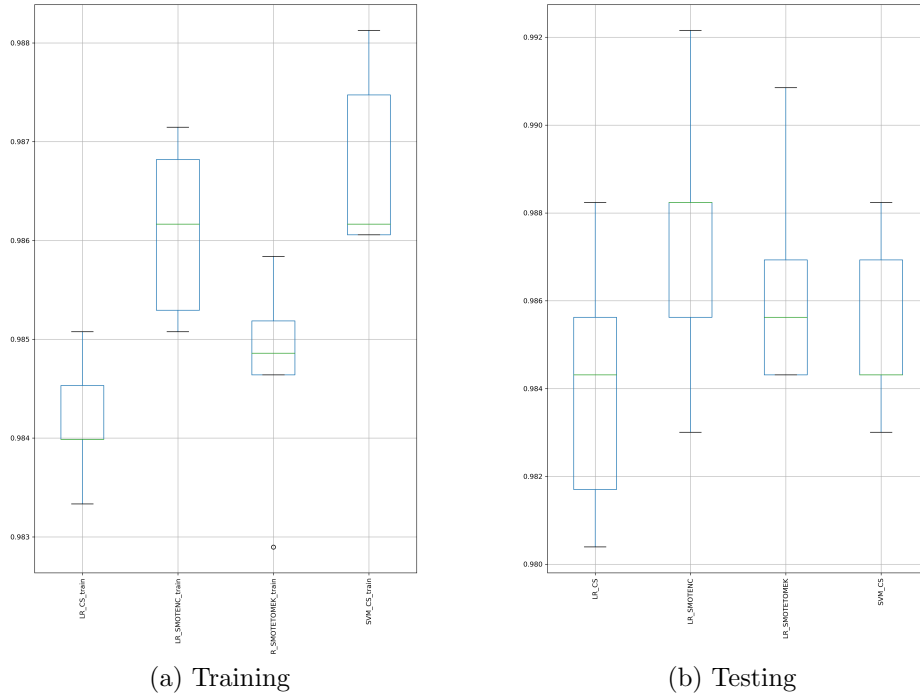 0.988
0.987
0.986
0.985
0.984
0.983
LR_CS_train
LR_SMOTENC_train
R_SMOTETOMEK_train
SVM_CS_train
(a) Training
0.992
0.990
0.988
0.986
0.984
0.982
0.980
LR_CS
LR_SMOTENC
LR_SMOTETOMEK
SVM_CS
(b) Testing